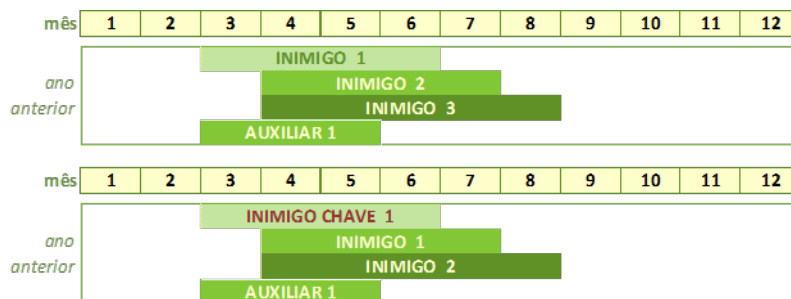 mês 1 2 3 4 5 6 7 8 9 10 11 12
INIMIGO 1
ano INIMIGO 2
anterior INIMIGO 3
AUXILIAR 1
mês 1 2 3 4 5 6 7 8 9 10 11 12
INIMIGO CHAVE 1
ano INIMIGO 1
anterior INIMIGO 2
AUXILIAR 1